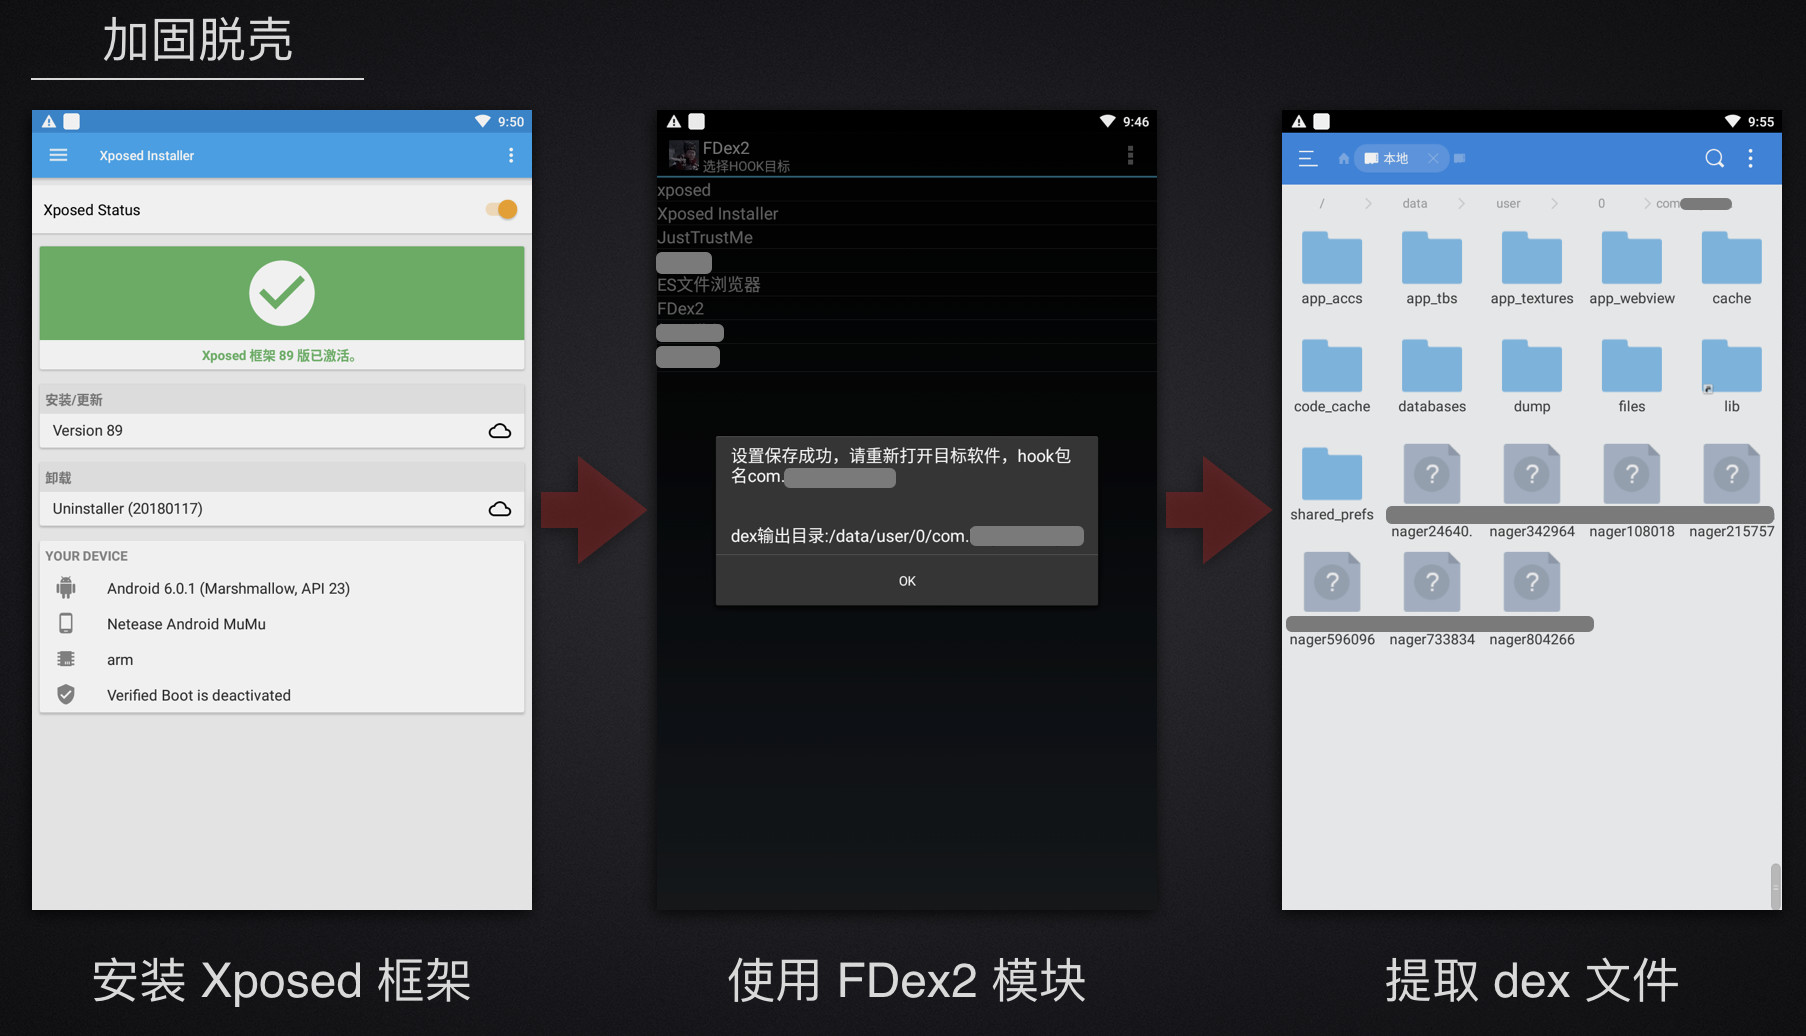 加固脱壳
9:50
Xposed Installer
Xposed Status
Xposed 框架 89 版已激活。
安装/更新
Version 89
卸载
Uninstaller (20180117)
YOUR DEVICE
Android 6.0.1 (Marshmallow, API 23)
Netease Android MuMu
arm
Verified Boot is deactivated
安装 Xposed 框架
9:46
FDex2
选择HOOK目标
xposed
Xposed Installer
JustTrustMe
ES文件浏览器
FDex2
设置保存成功，请重新打开目标软件，hook包
名com.
dex输出目录:/data/user/0/com.
OK
使用 FDex2 模块
9:55
本地
/ data user 0 com
app_accs app_tbs app_textures app_webview cache
code_cache databases dump files lib
shared_prefs
nager24640. nager342964 nager108018 nager215757
nager596096 nager733834 nager804266
提取 dex 文件